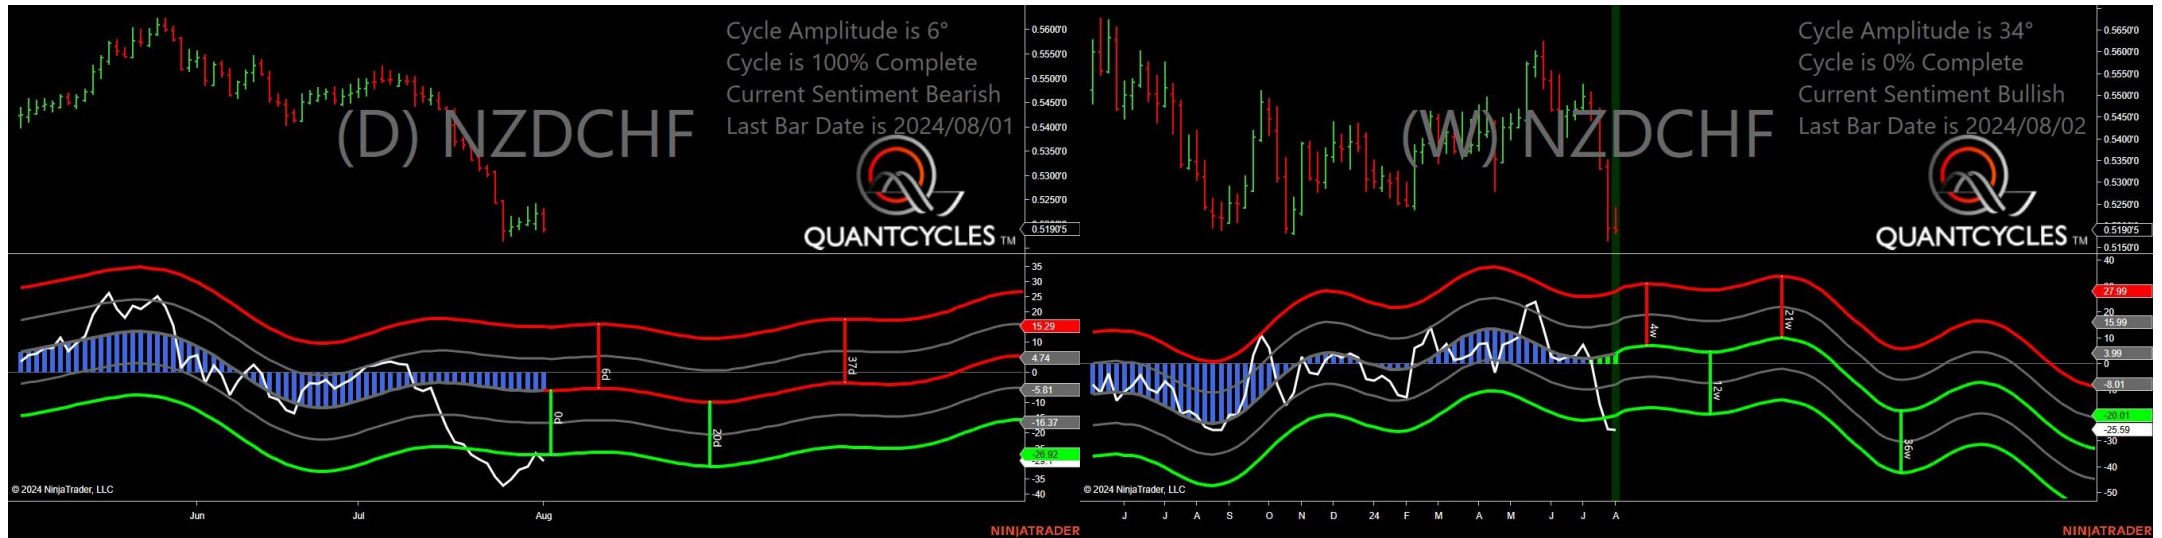 Cycle Amplitude is 6°
Cycle is 100% Complete
Current Sentiment Bearish
Last Bar Date is 2024/08/01
(D) NZDCHF
QUANTCYCLES TM
0.5600'0
0.5550'0
0.5500'0
0.5450'0
0.5400'0
0.5350'0
0.5300'0
0.5250'0
0.5190'5
35
30
25
20
15.29
10
4.74
0
-5.81
-10
-16.37
-20
-26.92
-35
-40
6d
37d
0d
20d
© 2024 NinjaTrader, LLC
Jun Jul Aug
NINJATRADER
Cycle Amplitude is 34°
Cycle is 0% Complete
Current Sentiment Bullish
Last Bar Date is 2024/08/02
(W) NZDCHF
QUANTCYCLES TM
0.5650'0
0.5600'0
0.5550'0
0.5500'0
0.5450'0
0.5400'0
0.5350'0
0.5300'0
0.5250'0
0.5190'5
0.5150'0
40
27.99
20
15.99
10
3.99
0
-8.01
-20.01
-25.59
-30
-40
-50
4w
21w
12w
36w
© 2024 NinjaTrader, LLC
J J A S O N D 24 F M A M J J A
NINJATRADER